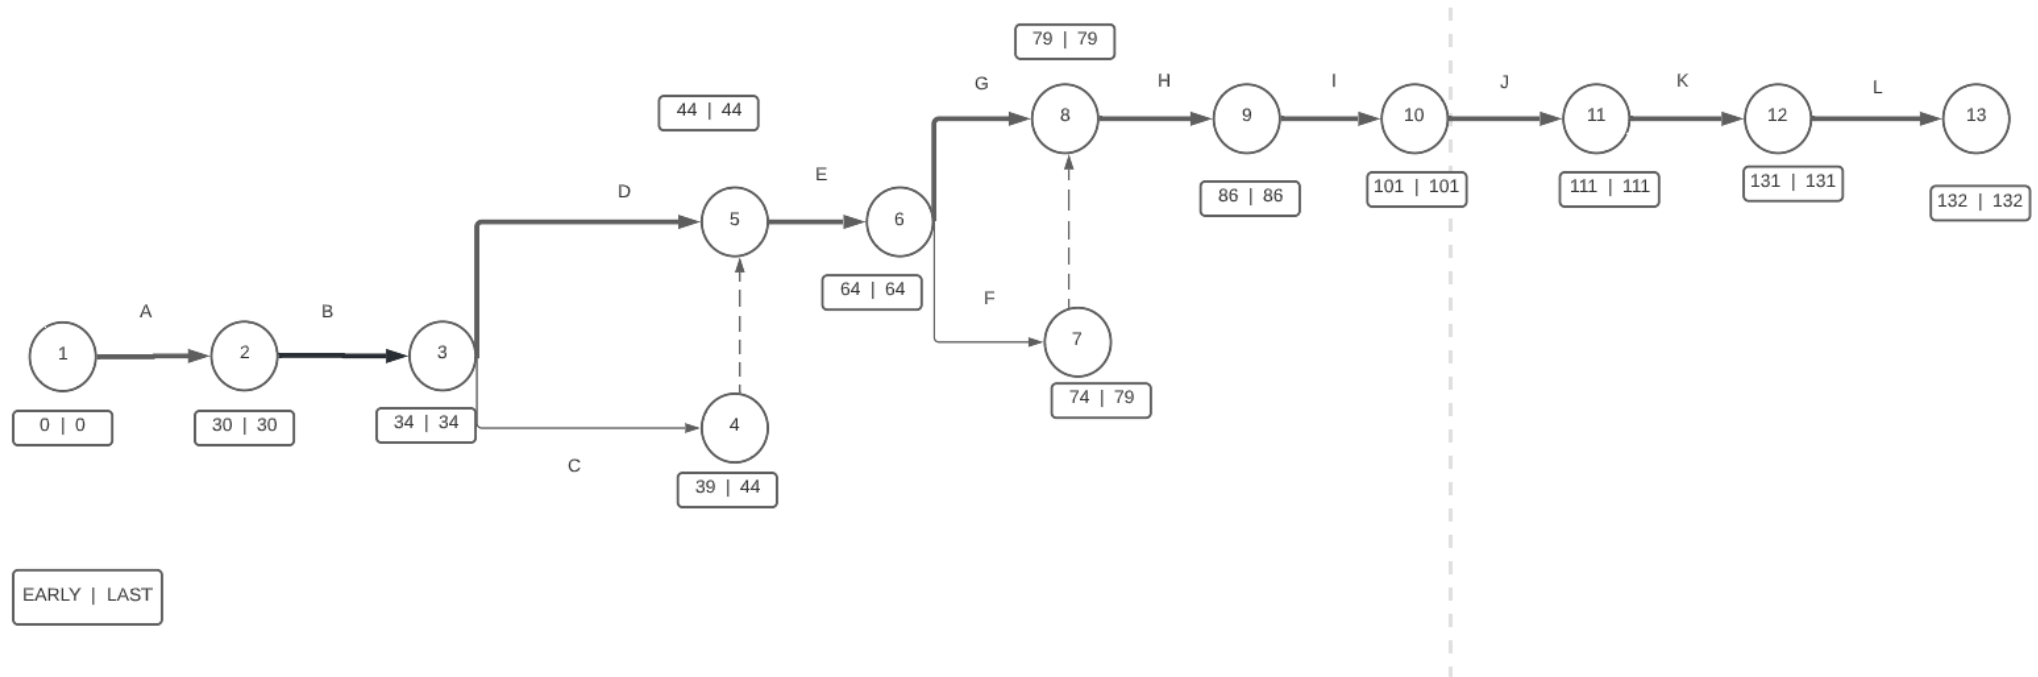 79 | 79
G
H
I
J
K
L
44 | 44
8
9
10
11
12
13
D
E
86 | 86
101 | 101
111 | 111
131 | 131
132 | 132
5
6
64 | 64
F
A
B
7
1
2
3
74 | 79
0 | 0
30 | 30
34 | 34
4
C
39 | 44
EARLY | LAST